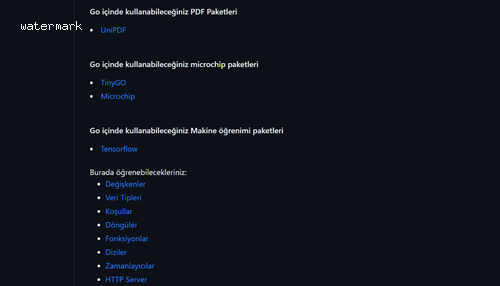 Go içinde kullanabileceğiniz PDF Paketleri
watermark
UniPDF
Go içinde kullanabileceğiniz microchip paketleri
TinyGO
Microchip
Go içinde kullanabileceğiniz Makine öğrenimi paketleri
Tensorflow
Burada öğrenebilecekleriniz:
Değişkenler
Veri Tipleri
Koşullar
Döngüler
Fonksiyonlar
Diziler
Zamanlayıcılar
HTTP Server